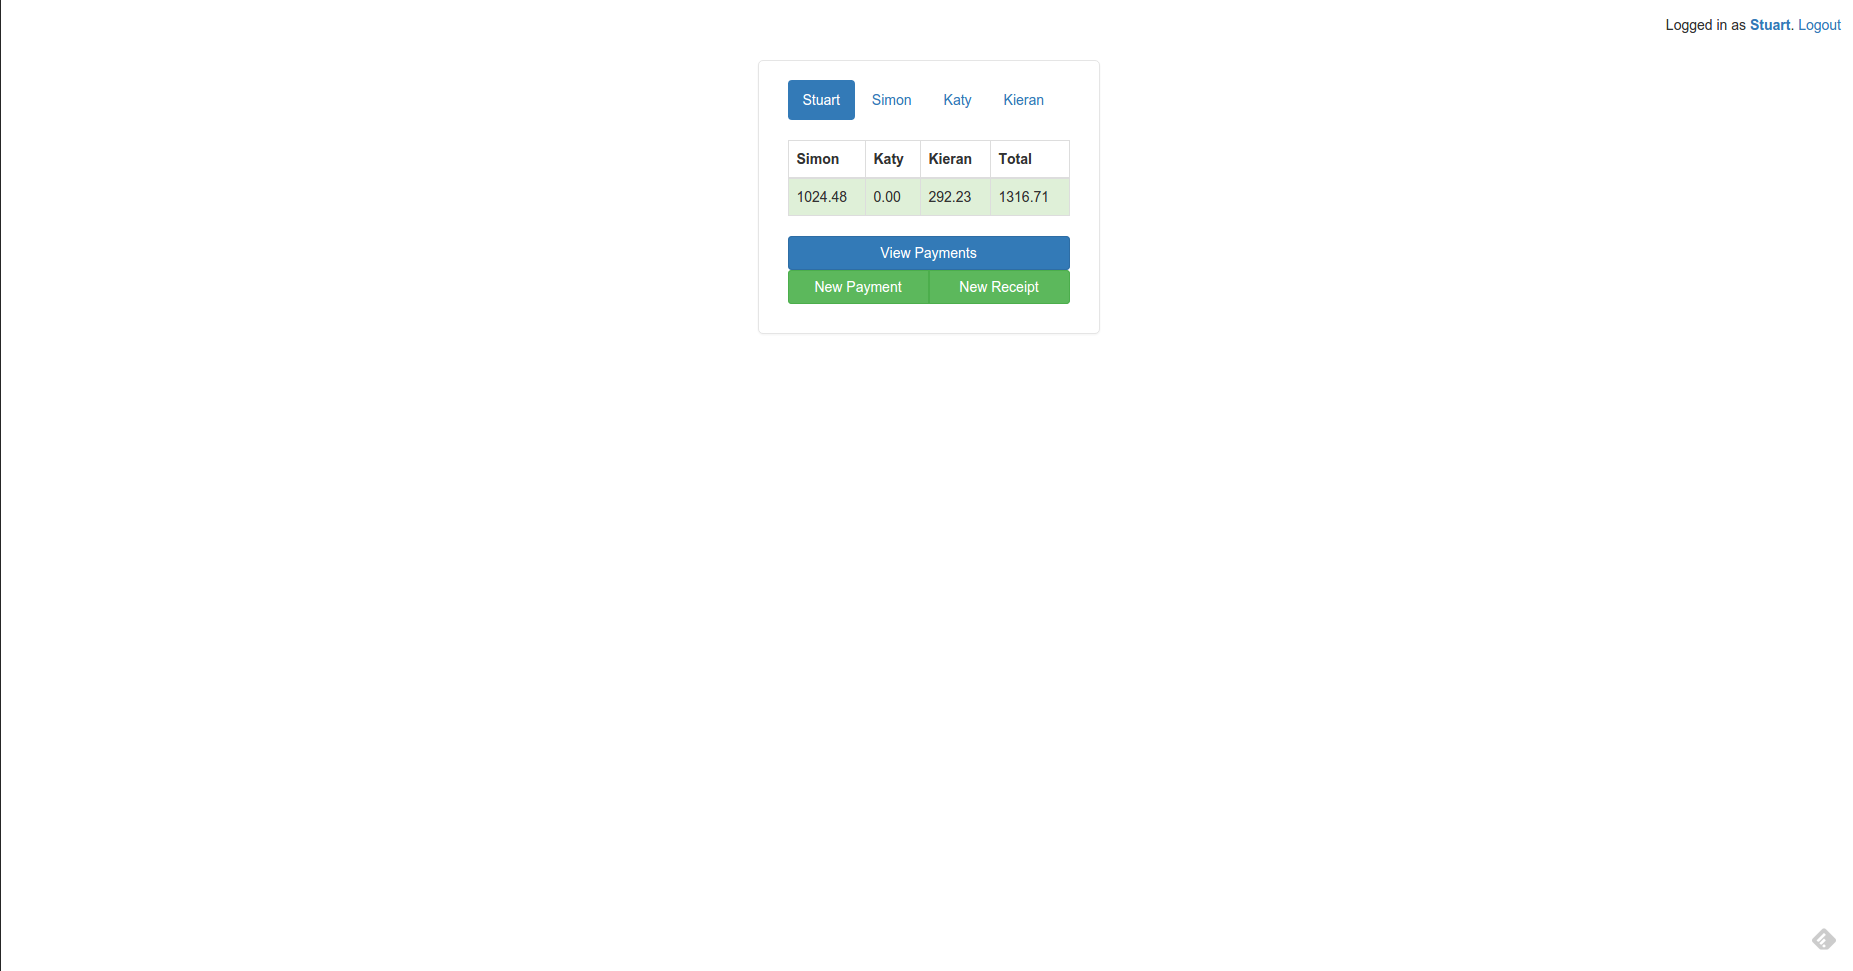 Logged in as Stuart. Logout
Stuart Simon Katy Kieran
Simon Katy Kieran Total
1024.48 0.00 292.23 1316.71
View Payments
New Payment New Receipt